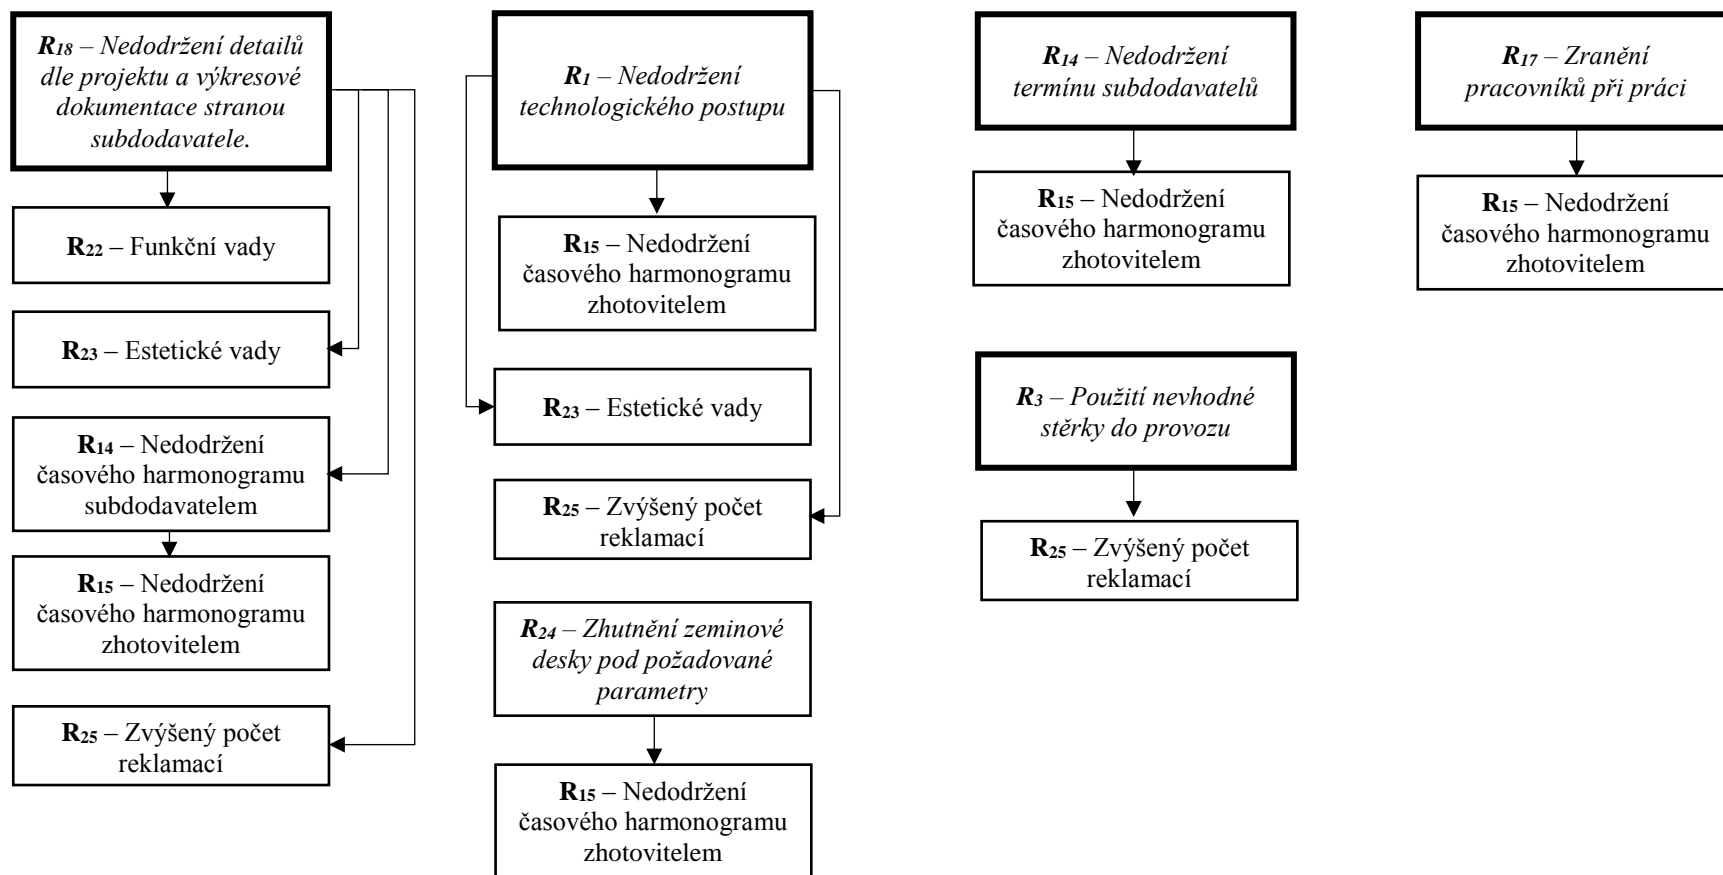 R18 – Nedodržení detailů
dle projektu a výkresové
dokumentace stranou
subdodavatele.
R22 – Funkční vady
R23 – Estetické vady
R14 – Nedodržení
časového harmonogramu
subdodavatelem
R15 – Nedodržení
časového harmonogramu
zhotovitelem
R25 – Zvýšený počet
reklamací
R1 – Nedodržení
technologického postupu
R15 – Nedodržení
časového harmonogramu
zhotovitelem
R23 – Estetické vady
R25 – Zvýšený počet
reklamací
R24 – Zhutnění zeminové
desky pod požadované
parametry
R15 – Nedodržení
časového harmonogramu
zhotovitelem
R14 – Nedodržení
termínu subdodavatelů
R15 – Nedodržení
časového harmonogramu
zhotovitelem
R3 – Použití nevhodné
stěrky do provozu
R25 – Zvýšený počet
reklamací
R17 – Zranění
pracovníků při práci
R15 – Nedodržení
časového harmonogramu
zhotovitelem